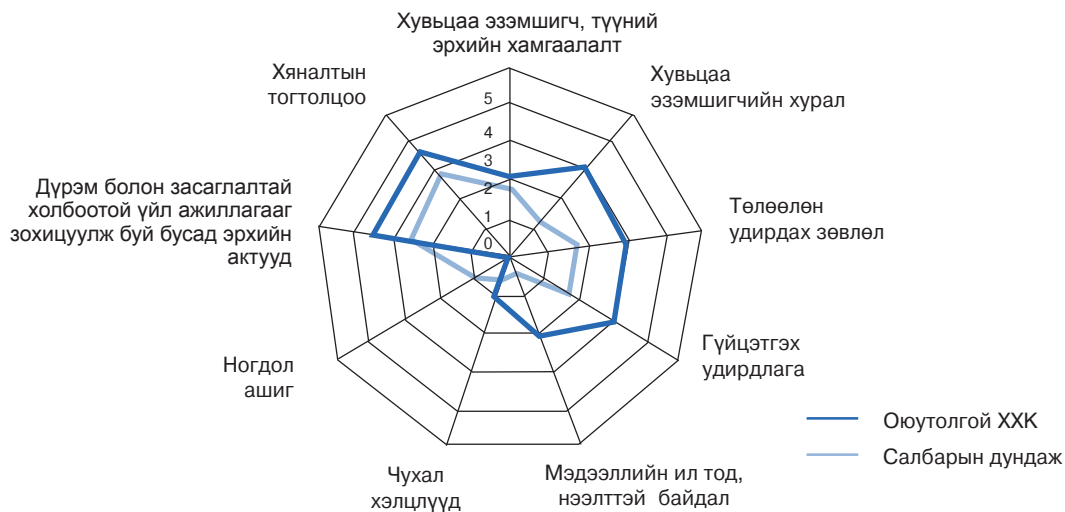 Хувьцаа эзэмшигч, түүний
эрхийн хамгаалалт
Хяналтын
тогтолцоо
Хувьцаа
эзэмшигчийн хурал
Дүрэм болон засаглалтай
холбоотой үйл ажиллагааг
зохицуулж буй бусад эрхийн
актууд
Төлөөлөн
удирдах зөвлөл
5
4
3
2
1
0
Ногдол
ашиг
Гүйцэтгэх
удирдлага
Чухал
хэлцлүүд
Мэдээллийн ил тод,
нээлттэй байдал
Оюутолгой ХХК
Салбарын дундаж